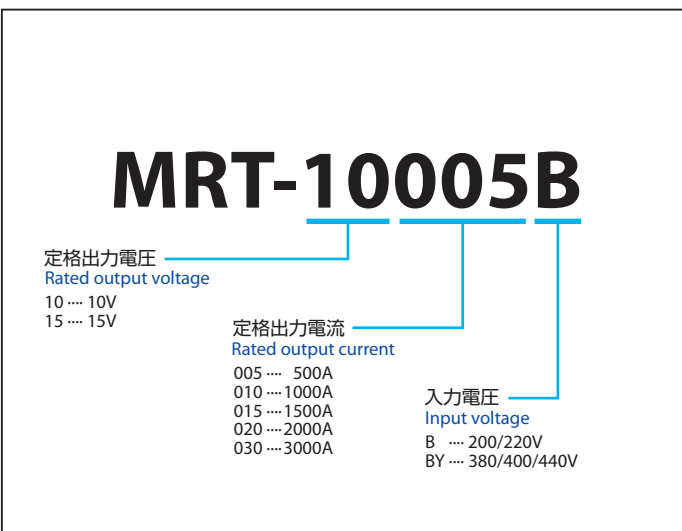 MRT-10005B
定格出力電圧
Rated output voltage
10 ···· 10V
15 ···· 15V
定格出力電流
Rated output current
005 ···· 500A
010 ···· 1000A
015 ···· 1500A
020 ···· 2000A
030 ···· 3000A
入力電圧
Input voltage
B ···· 200/220V
BY ···· 380/400/440V